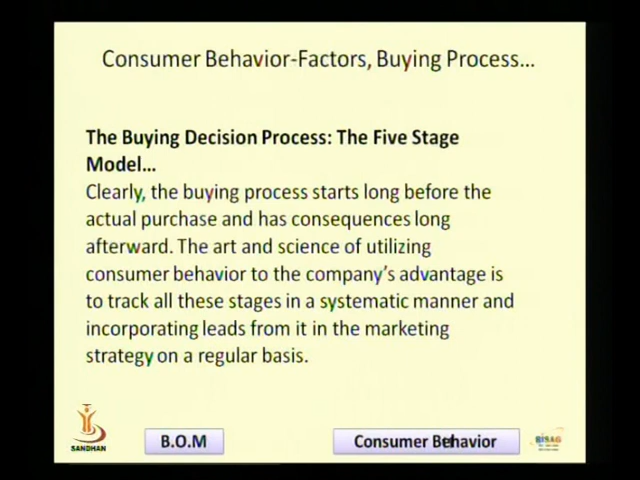 Consumer Behavior-Factors, Buying Process...
The Buying Decision Process: The Five Stage
Model...
Clearly, the buying process starts long before the
actual purchase and has consequences long
afterward. The art and science of utilizing
consumer behavior to the company's advantage is
to track all these stages in a systematic manner and
incorporating leads from it in the marketing
strategy on a regular basis.
SANDHAN
B.O.M
Consumer Behavior
BISAG